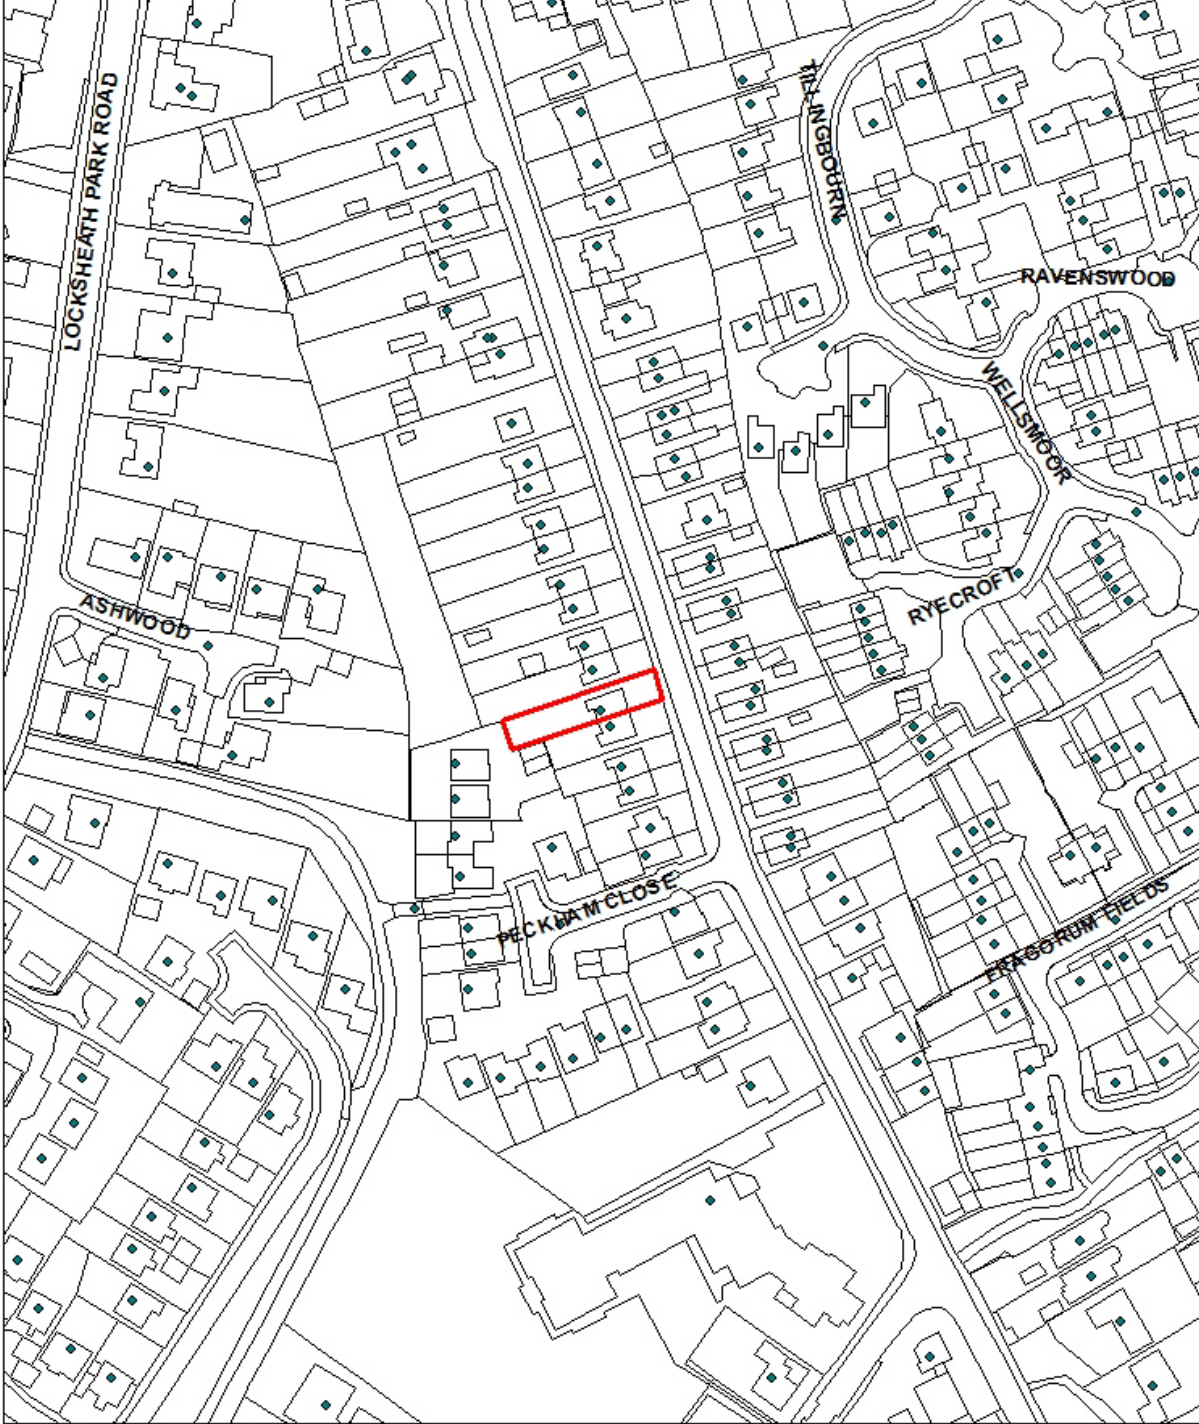 LOCKSHEATH PARK ROAD
TILLINGBOURN
RAVENSWOOD
WELLSMOOR
RYECROFT
ASHWOOD
PECKHAM CLOSE
FRAGORUM FIELDS